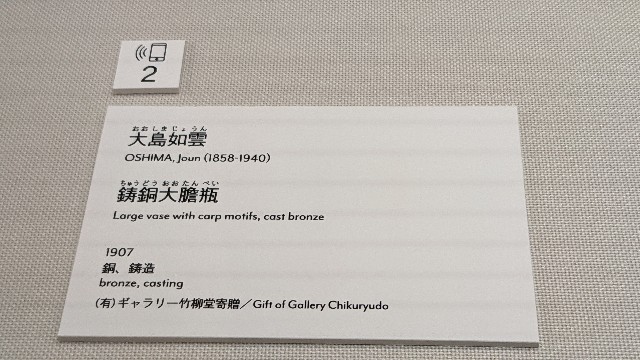 2
おおしまじょうん
大島如雲
OSHIMA, Joun (1858-1940)
ちゅうどうおおたんぺい
鋳銅大膽瓶
Large vase with carp motifs, cast bronze
1907
銅、鋳造
bronze, casting
(有)ギャラリー竹柳堂寄贈／Gift of Gallery Chikuryudo